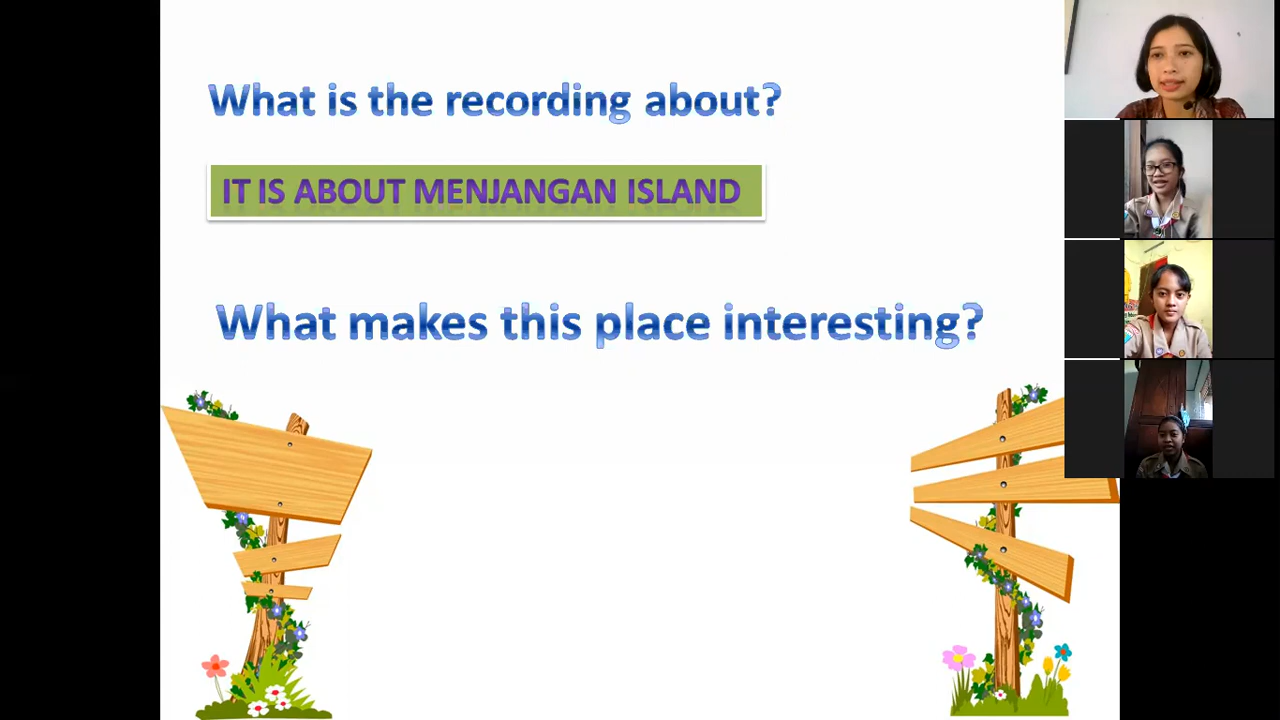 What is the recording about?
IT IS ABOUT MENJANGAN ISLAND
What makes this place interesting?